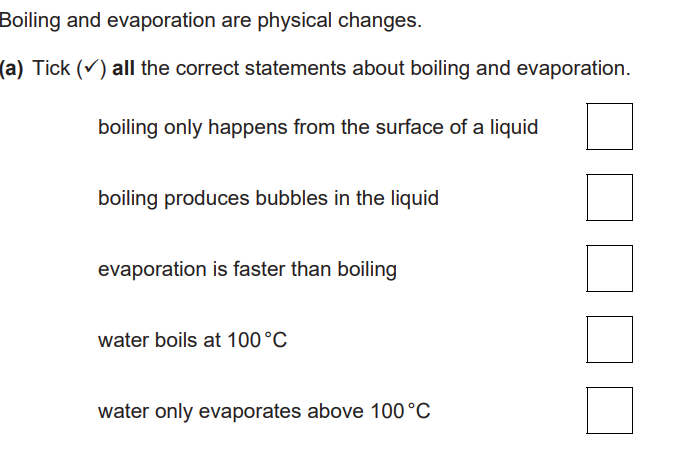 Boiling and evaporation are physical changes.
(a) Tick (✓) all the correct statements about boiling and evaporation.
boiling only happens from the surface of a liquid
boiling produces bubbles in the liquid
evaporation is faster than boiling
water boils at 100 °C
water only evaporates above 100 °C